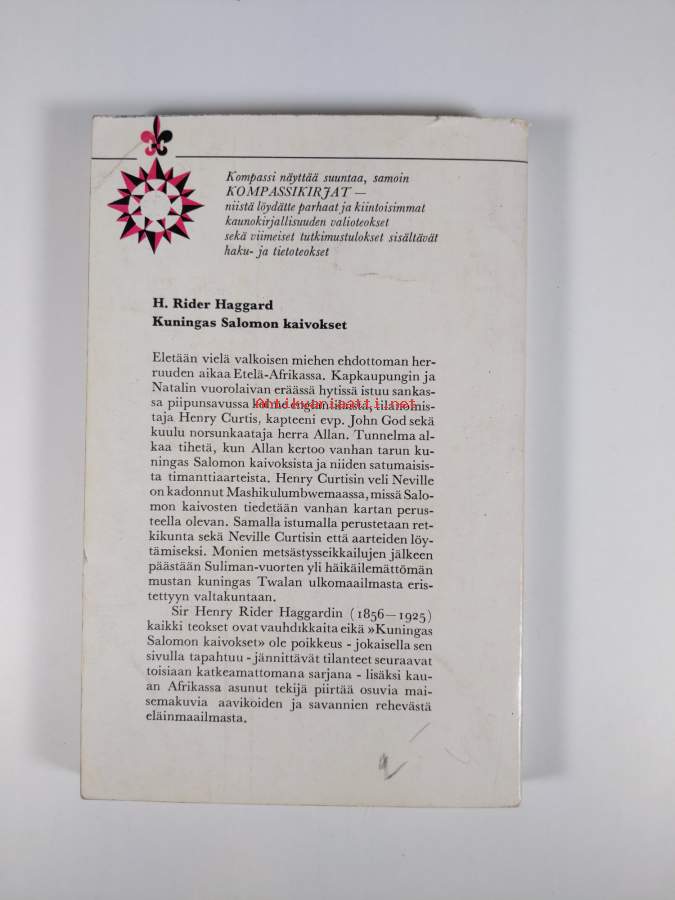 Kompassi näyttää suuntaa, samoin
KOMPASSIKIRJAT —
niistä löydätte parhaat ja kiintoisimmat
kaunokirjallisuuden valioteokset
sekä viimeiset tutkimustulokset sisältävät
haku- ja tietoteokset
H. Rider Haggard
Kuningas Salomon kaivokset
Eletään vielä valkoisen miehen ehdottoman her-
ruuden aikaa Etelä-Afrikassa. Kapkaupungin ja
Natalin vuorolaivan eräässä hytissä istuu sankas-
sa piipunsavussa kolme englantilaista, tilanomis-
Antikvariaatti.net
taja Henry Curtis, kapteeni evp. John God sekä
kuulu norsunkaataja herra Allan. Tunnelma al-
kaa tihetä, kun Allan kertoo vanhan tarun ku-
ningas Salomon kaivoksista ja niiden satumaisis-
ta timanttiaarteista. Henry Curtisin veli Neville
on kadonnut Mashikulumbwemaassa, missä Salo-
mon kaivosten tiedetään vanhan kartan perus-
teella olevan. Samalla istumalla perustetaan ret-
kikunta sekä Neville Curtisin että aarteiden löy-
tämiseksi. Monien metsästysseikkailujen jälkeen
päästään Suliman-vuorten yli häikäilemättömän
mustan kuningas Twalan ulkomaailmasta eris-
tettyyn valtakuntaan.
Sir Henry Rider Haggardin (1856—1925)
kaikki teokset ovat vauhdikkaita eikä »Kuningas
Salomon kaivokset» ole poikkeus - jokaisella sen
sivulla tapahtuu - jännittävät tilanteet seuraavat
toisiaan katkeamattomana sarjana - lisäksi kau-
an Afrikassa asunut tekijä piirtää osuvia mai-
semakuvia aavikoiden ja savannien rehevästä
eläinmaailmasta.